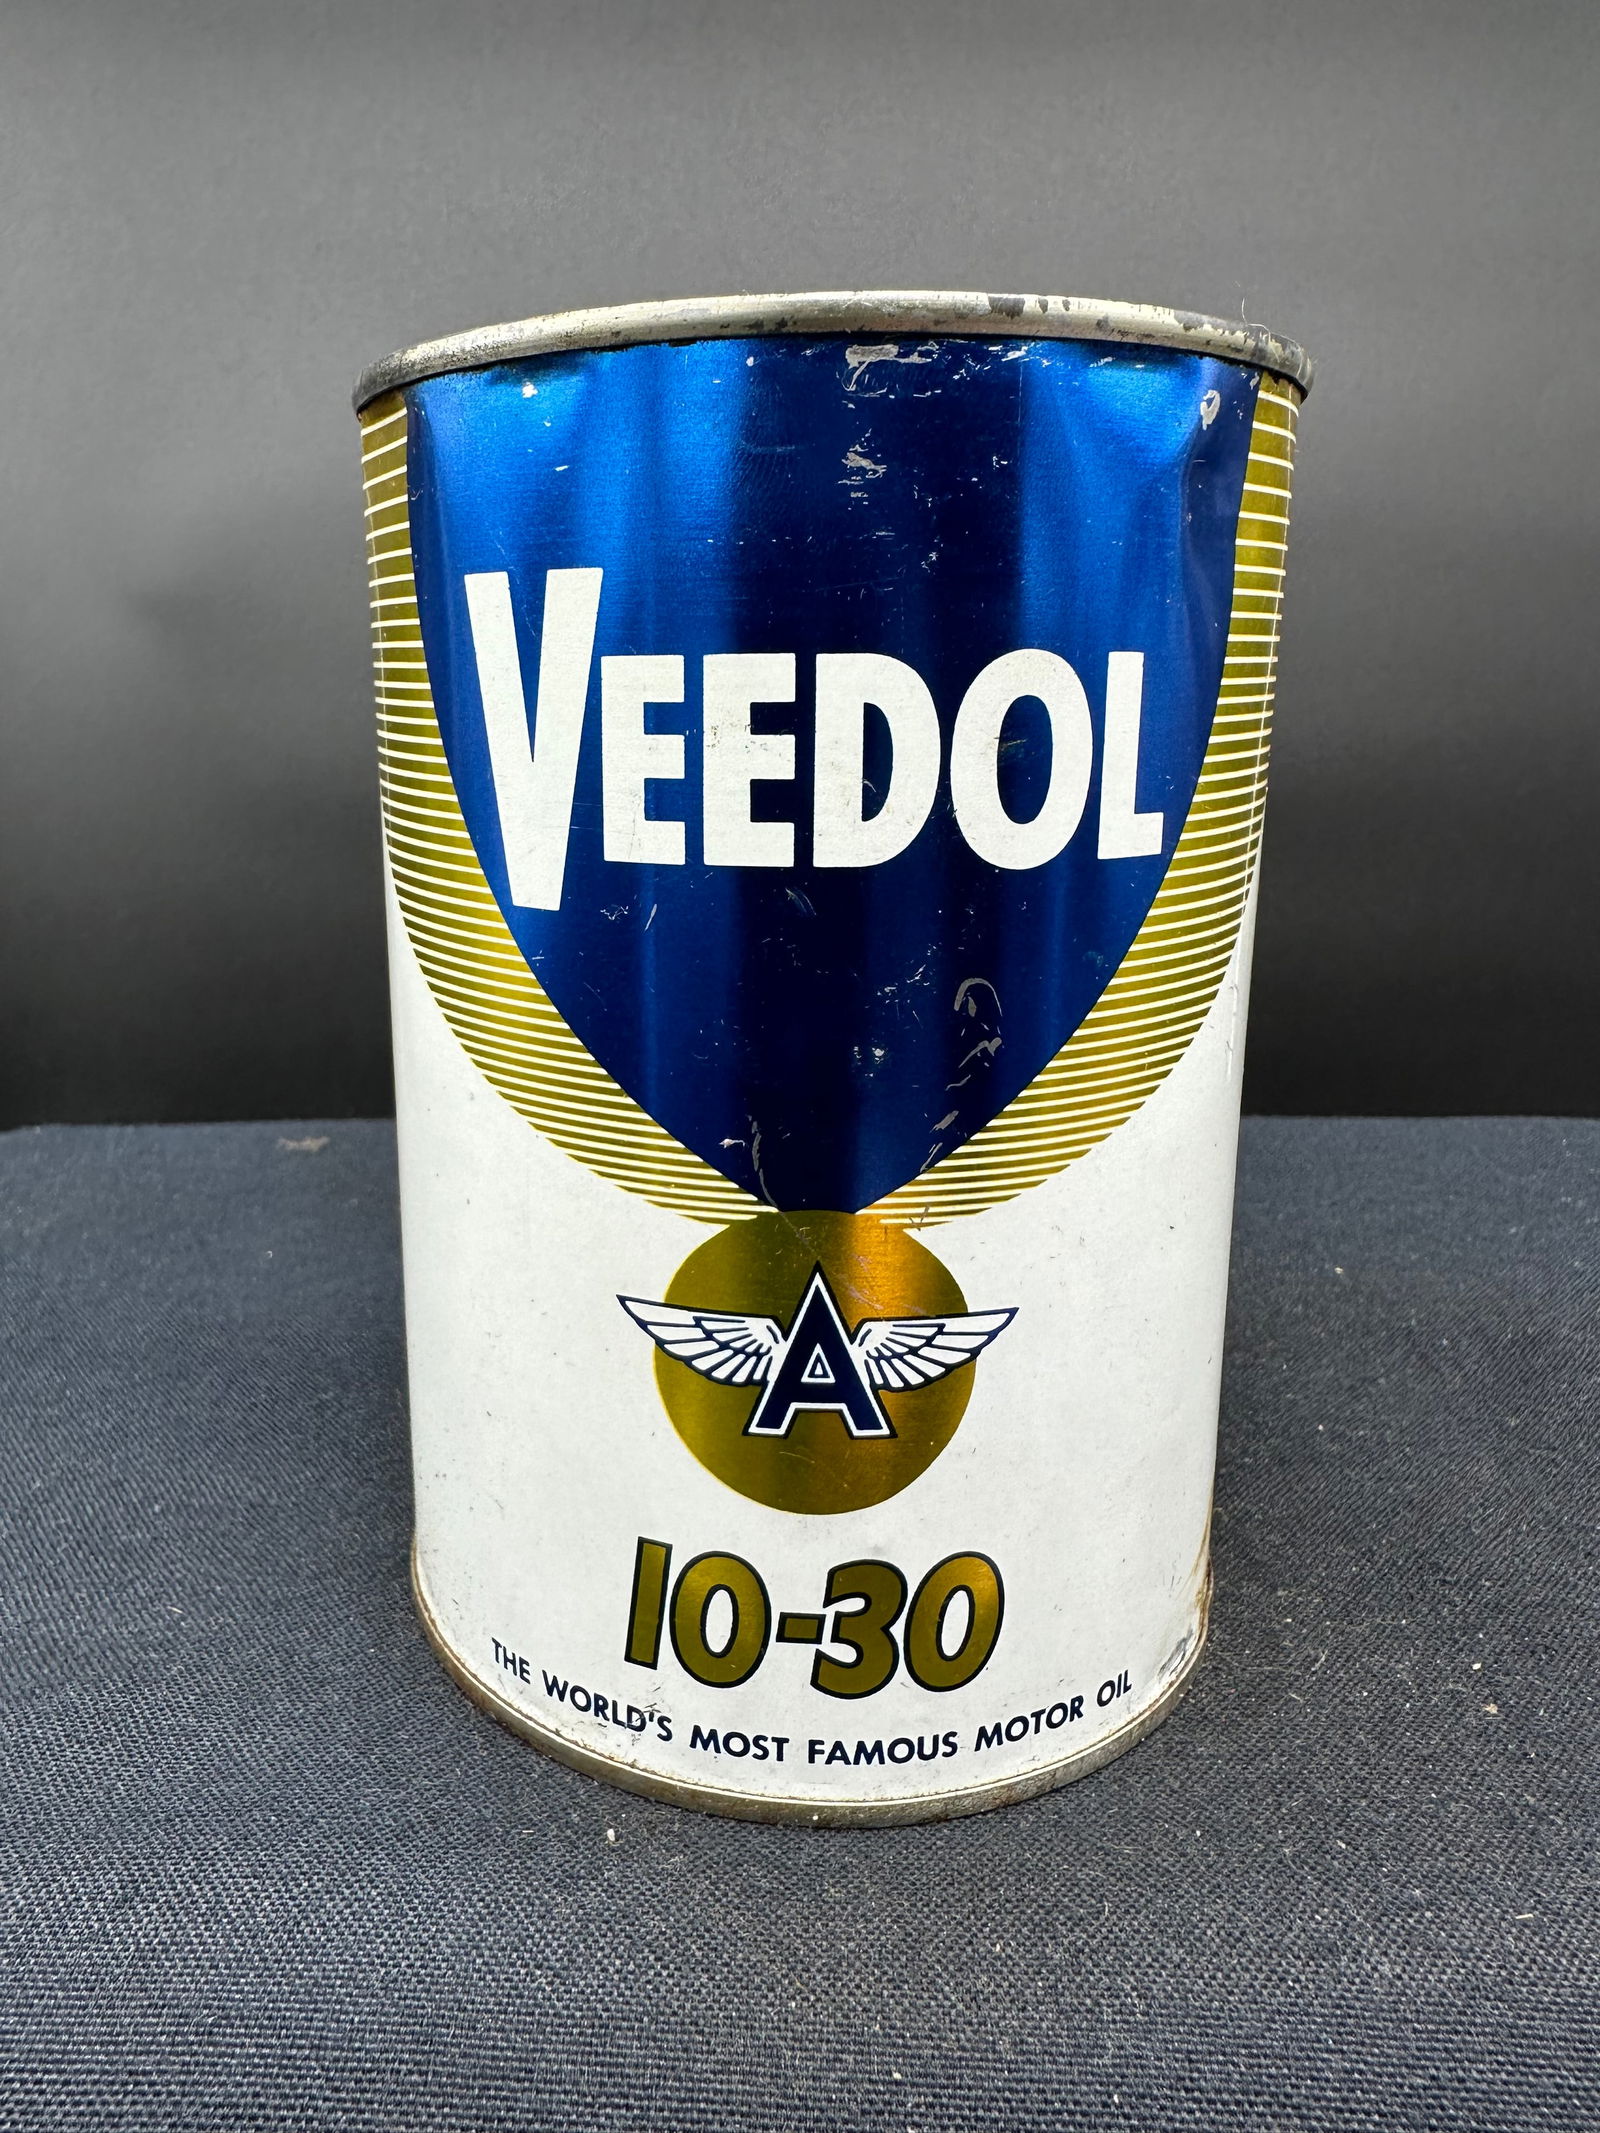 VEEDOL
A
10-30
THE WORLD'S MOST FAMOUS MOTOR OIL